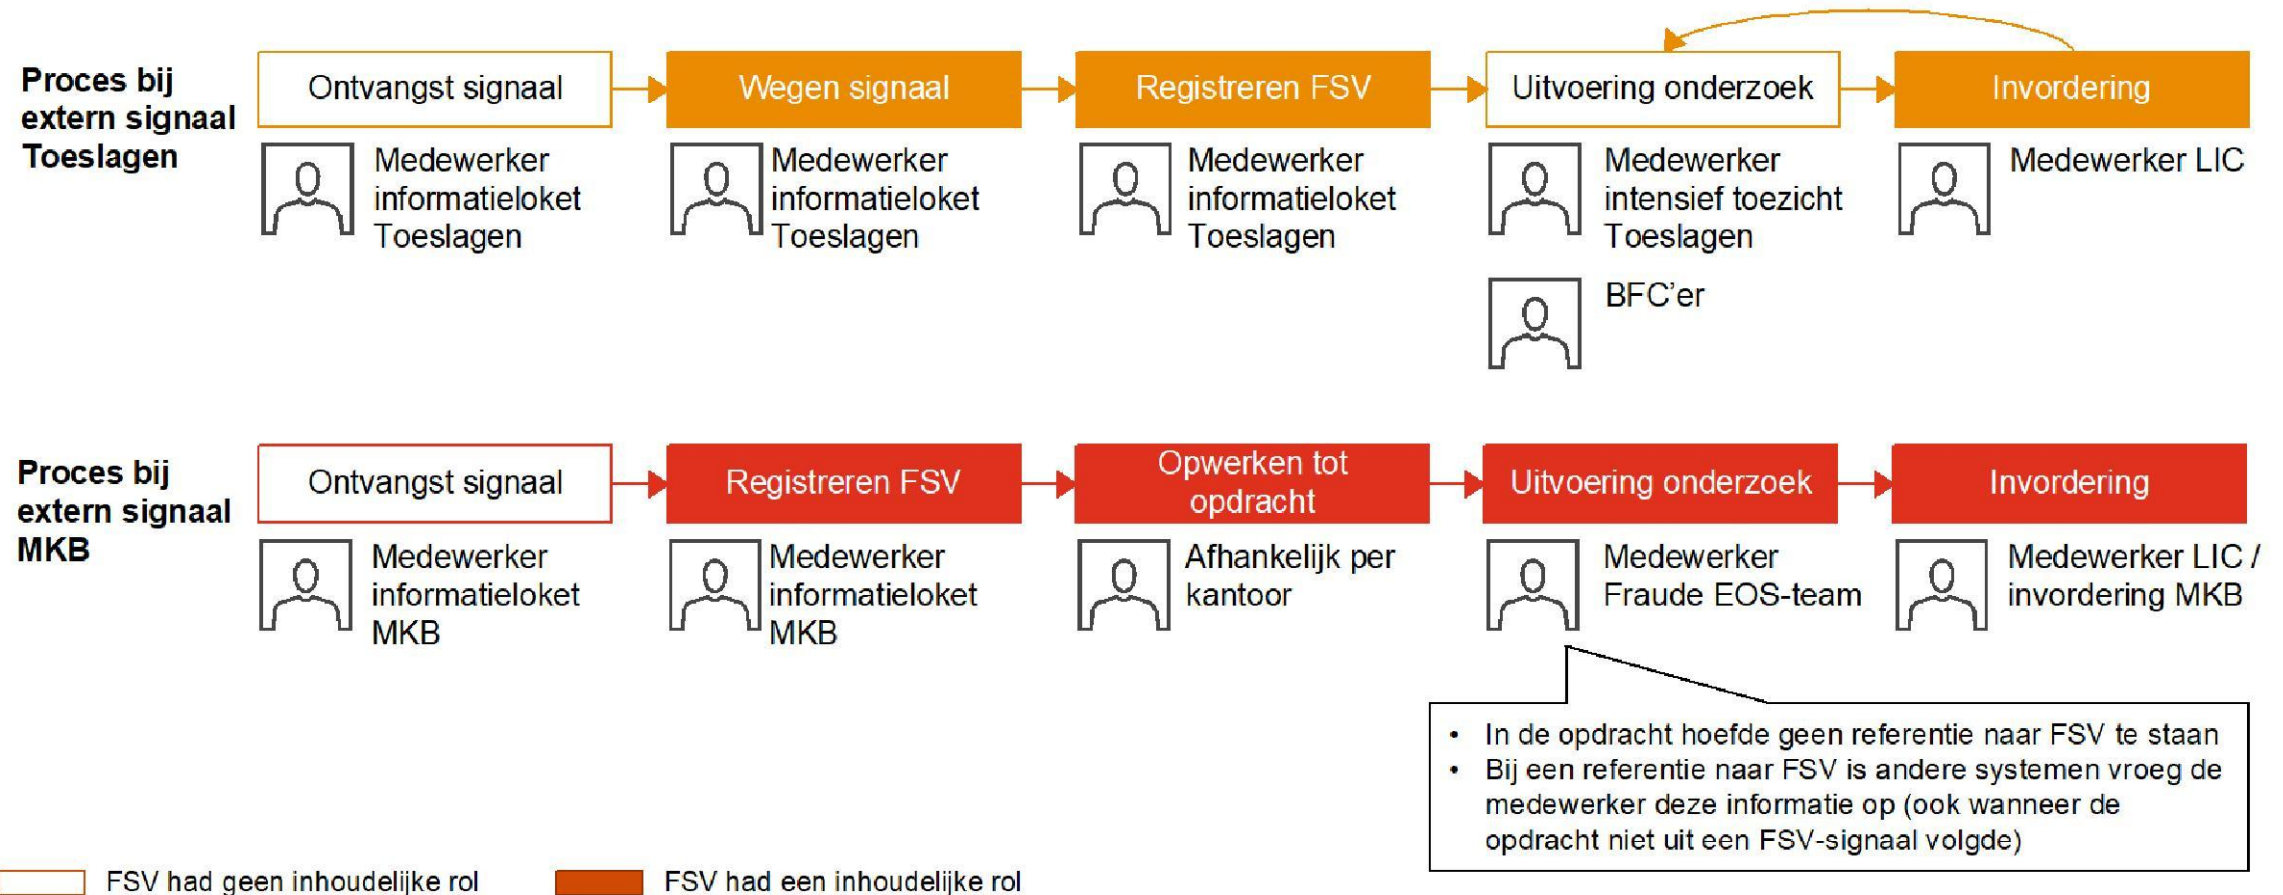 Proces bij
extern signaal
Toeslagen
Ontvangst signaal
Wegen signaal
Registreren FSV
Uitvoering onderzoek
Invordering
Medewerker
informatieloket
Toeslagen
Medewerker
informatieloket
Toeslagen
Medewerker
informatieloket
Toeslagen
Medewerker
intensief toezicht
Toeslagen
BFC'er
Medewerker LIC
Proces bij
extern signaal
MKB
Ontvangst signaal
Registreren FSV
Opwerken tot
opdracht
Uitvoering onderzoek
Invordering
Medewerker
informatieloket
MKB
Medewerker
informatieloket
MKB
Afhankelijk per
kantoor
Medewerker
Fraude EOS-team
Medewerker LIC /
invordering MKB
• In de opdracht hoefde geen referentie naar FSV te staan
• Bij een referentie naar FSV is andere systemen vroeg de
medewerker deze informatie op (ook wanneer de
opdracht niet uit een FSV-signaal volgde)
FSV had geen inhoudelijke rol
FSV had een inhoudelijke rol